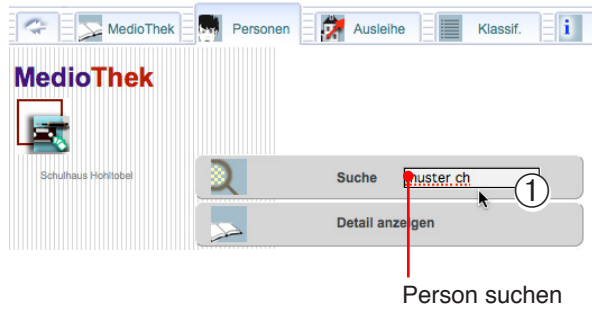 MedioThek Personen Ausleihe Klassif. i
MedioThek
Schulhaus Hohltobel
Suche muster ch 1
Detail anzeigen
Person suchen